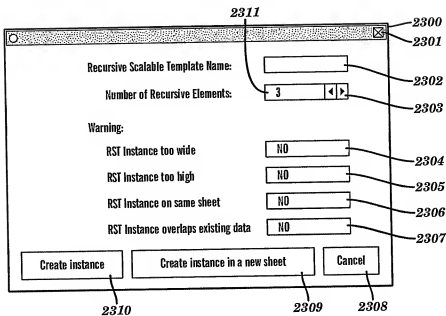 2311
2300
2301
Recursive Scalable Template Name:
2302
Number of Recursive Elements: 3
2303
Warning:
RST Instance too wide NO
2304
RST Instance too high NO
2305
RST Instance on same sheet NO
2306
RST Instance overlaps existing data NO
2307
Create instance Create instance in a new sheet Cancel
2310 2309 2308